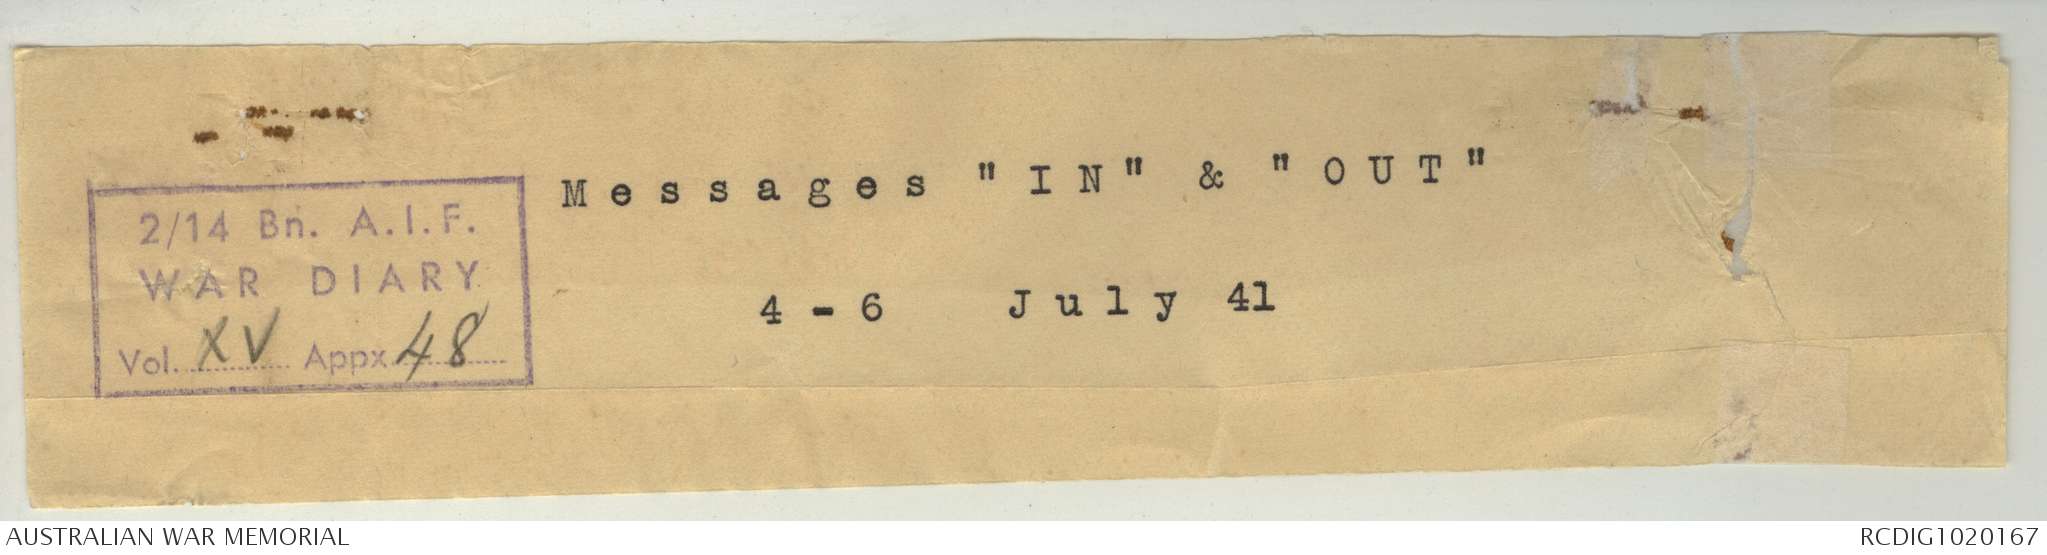 Messages "IN" & "OUT"
4 - 6 July 41
2/14 Bn. A.I.F.
WAR DIARY
Vol. XV Appx 48
AUSTRALIAN WAR MEMORIAL
RCDIG1020167